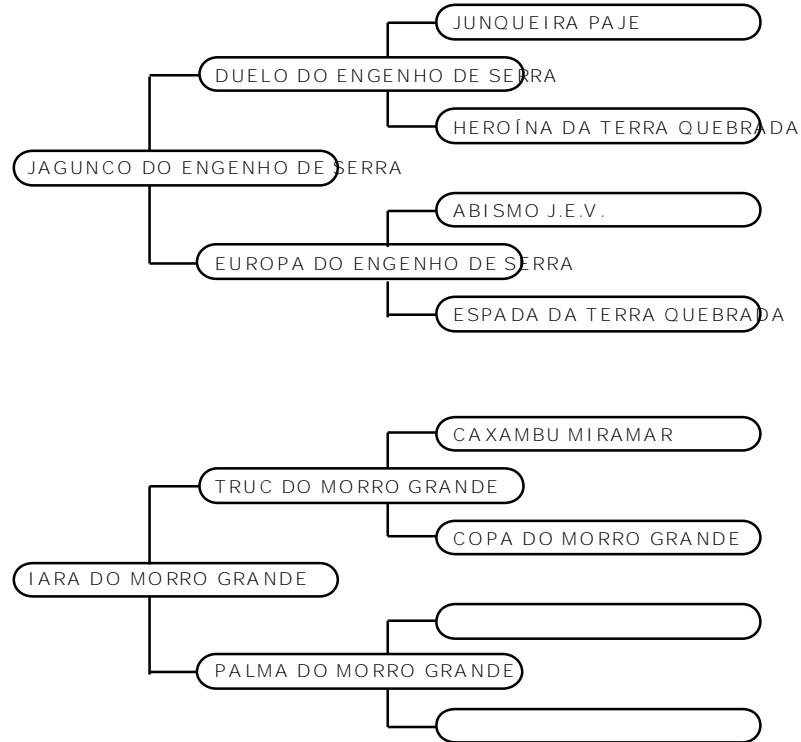 JUNQUEIRA PAJE
DUELO DO ENGENHO DE SERRA
HEROÍNA DA TERRA QUEBRADA
JAGUNCO DO ENGENHO DE SERRA
ABISMO J.E.V.
EUROPA DO ENGENHO DE SERRA
ESPADA DA TERRA QUEBRADA
CAXAMBU MIRAMAR
TRUC DO MORRO GRANDE
COPA DO MORRO GRANDE
IARA DO MORRO GRANDE
PALMA DO MORRO GRANDE